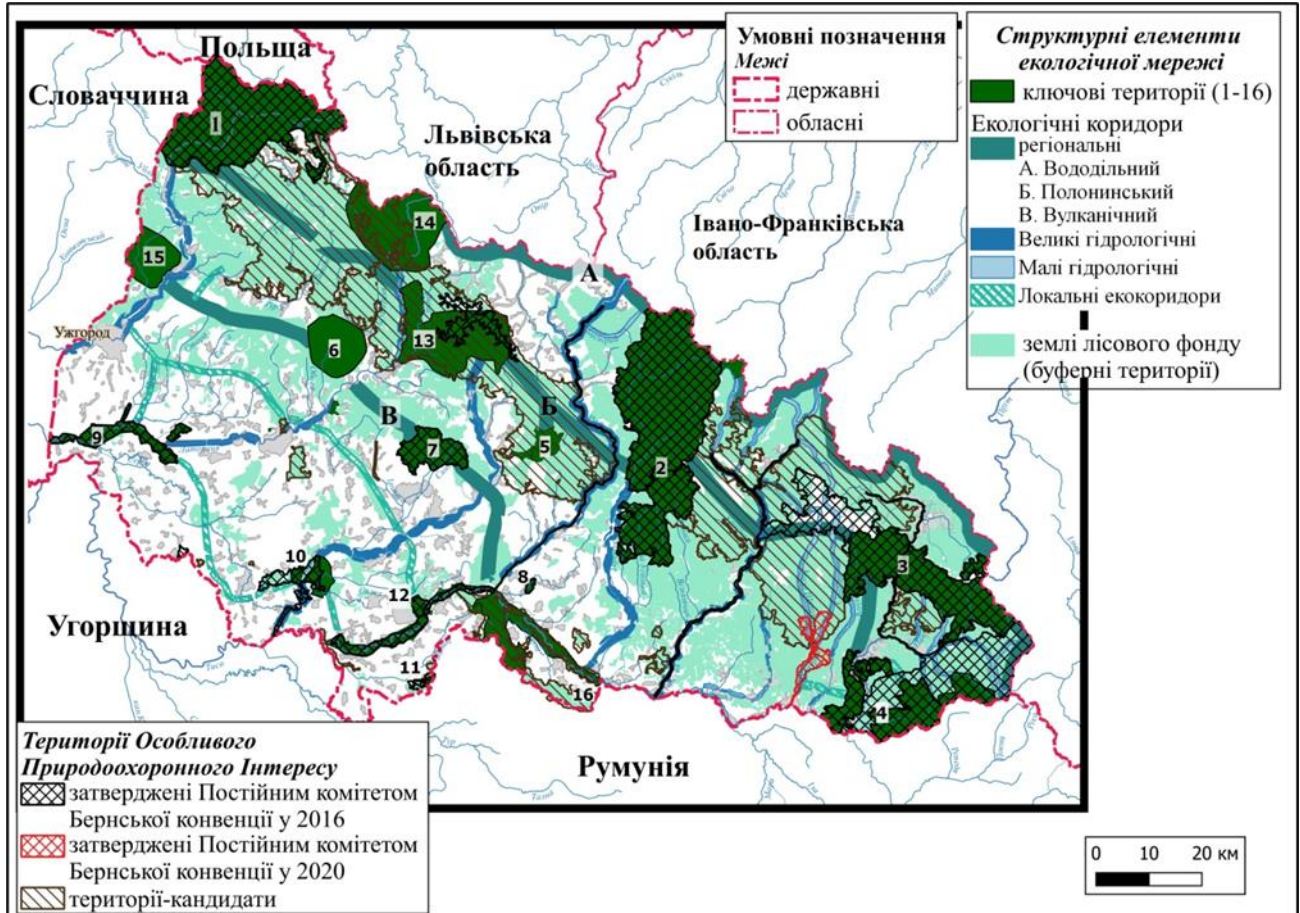 Польща
Словаччина
Львівська
область
Івано-Франківська
область
Ужгород
Угорщина
Румунія
1
14
15
А
13
6
Б
В
5
7
2
9
3
10
8
12
11
16
4
Умовні позначення
Межі
державні
обласні
Структурні елементи
екологічної мережі
ключові території (1-16)
Екологічні коридори
регіональні
А. Вододільний
Б. Полонинський
В. Вулканічний
Великі гідрологічні
Малі гідрологічні
Локальні екокоридори
землі лісового фонду
(буферні території)
Території Особливого
Природоохоронного Інтересу
затверджені Постійним комітетом
Бернської конвенції у 2016
затверджені Постійним комітетом
Бернської конвенції у 2020
території-кандидати
0 10 20 км